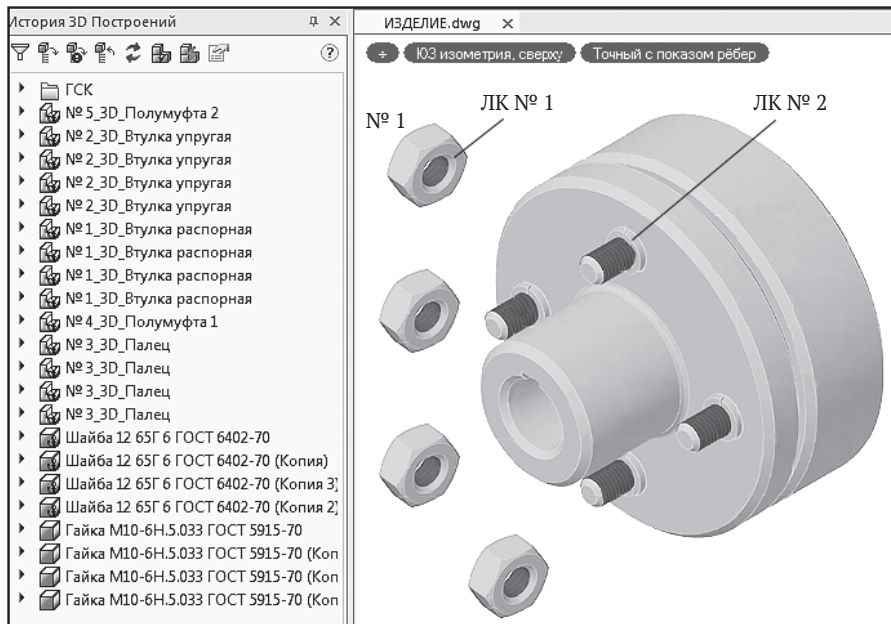 История 3D Построений
ИЗДЕЛИЕ.dwg
ЮЗ изометрия, сверху
Точный с показом рёбер
ГСК
№ 5_3D_Полумуфта 2
№ 2_3D_Втулка упругая
№ 2_3D_Втулка упругая
№ 2_3D_Втулка упругая
№ 2_3D_Втулка упругая
№ 1_3D_Втулка распорная
№ 1_3D_Втулка распорная
№ 1_3D_Втулка распорная
№ 1_3D_Втулка распорная
№ 4_3D_Полумуфта 1
№ 3_3D_Палец
№ 3_3D_Палец
№ 3_3D_Палец
№ 3_3D_Палец
Шайба 12 65Г 6 ГОСТ 6402-70
Шайба 12 65Г 6 ГОСТ 6402-70 (Копия)
Шайба 12 65Г 6 ГОСТ 6402-70 (Копия 3)
Шайба 12 65Г 6 ГОСТ 6402-70 (Копия 2)
Гайка М10-6Н.5.033 ГОСТ 5915-70
Гайка М10-6Н.5.033 ГОСТ 5915-70 (Коп
Гайка М10-6Н.5.033 ГОСТ 5915-70 (Коп
Гайка М10-6Н.5.033 ГОСТ 5915-70 (Коп
№ 1
ЛК № 1
ЛК № 2